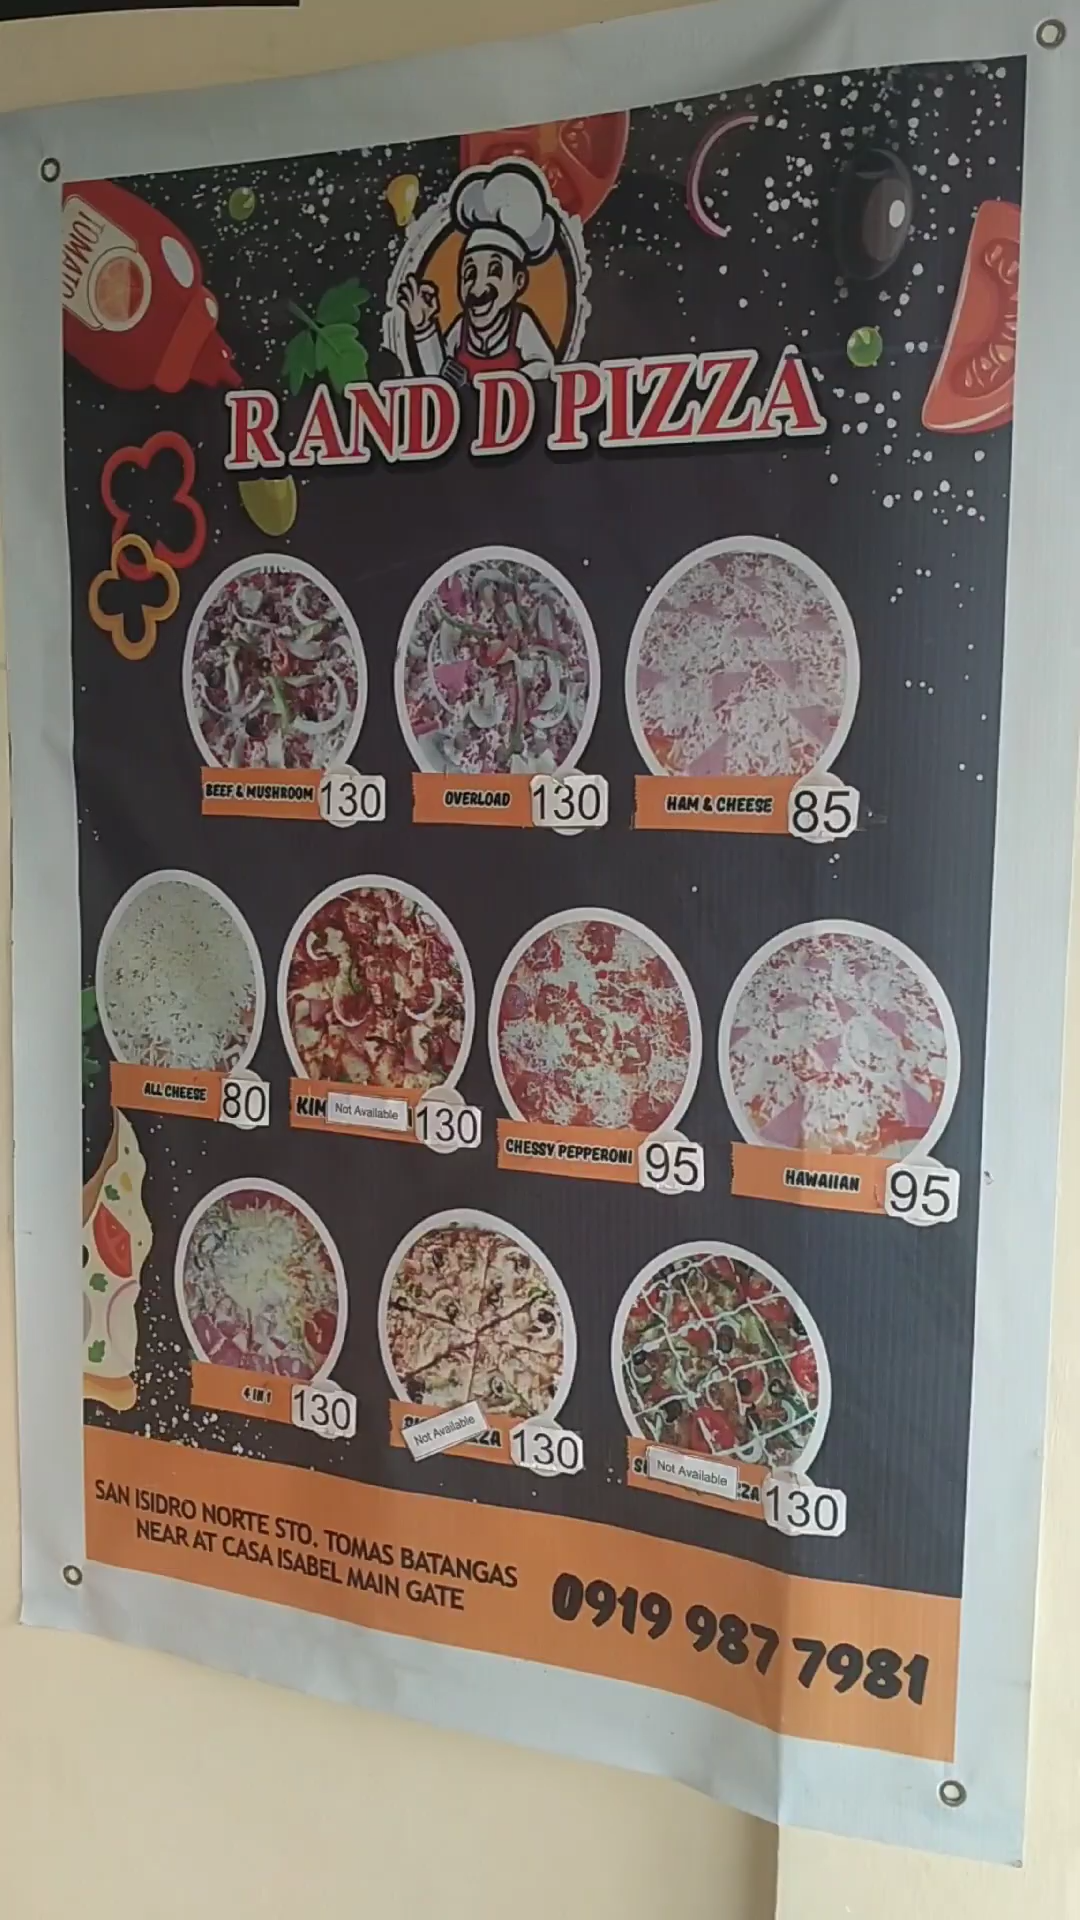 TOMATO
R AND D PIZZA
BEEF & MUSHROOM 130
OVERLOAD 130
HAM & CHEESE 85
ALL CHEESE 80
Not Available 130
CHESSY PEPPERONI 95
HAWAIIAN 95
4 IN 1 130
Not Available 130
Not Available 130
SAN ISIDRO NORTE STO. TOMAS BATANGAS
NEAR AT CASA ISABEL MAIN GATE
0919 987 7981